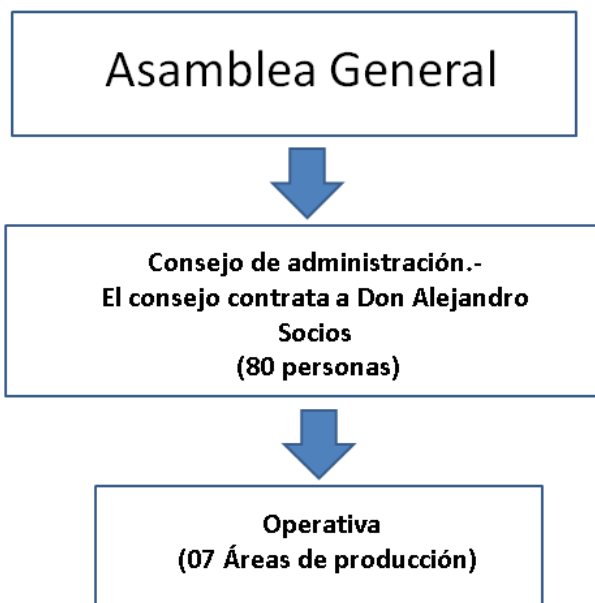 Asamblea General
Consejo de administración.-
El consejo contrata a Don Alejandro
Socios
(80 personas)
Operativa
(07 Áreas de producción)